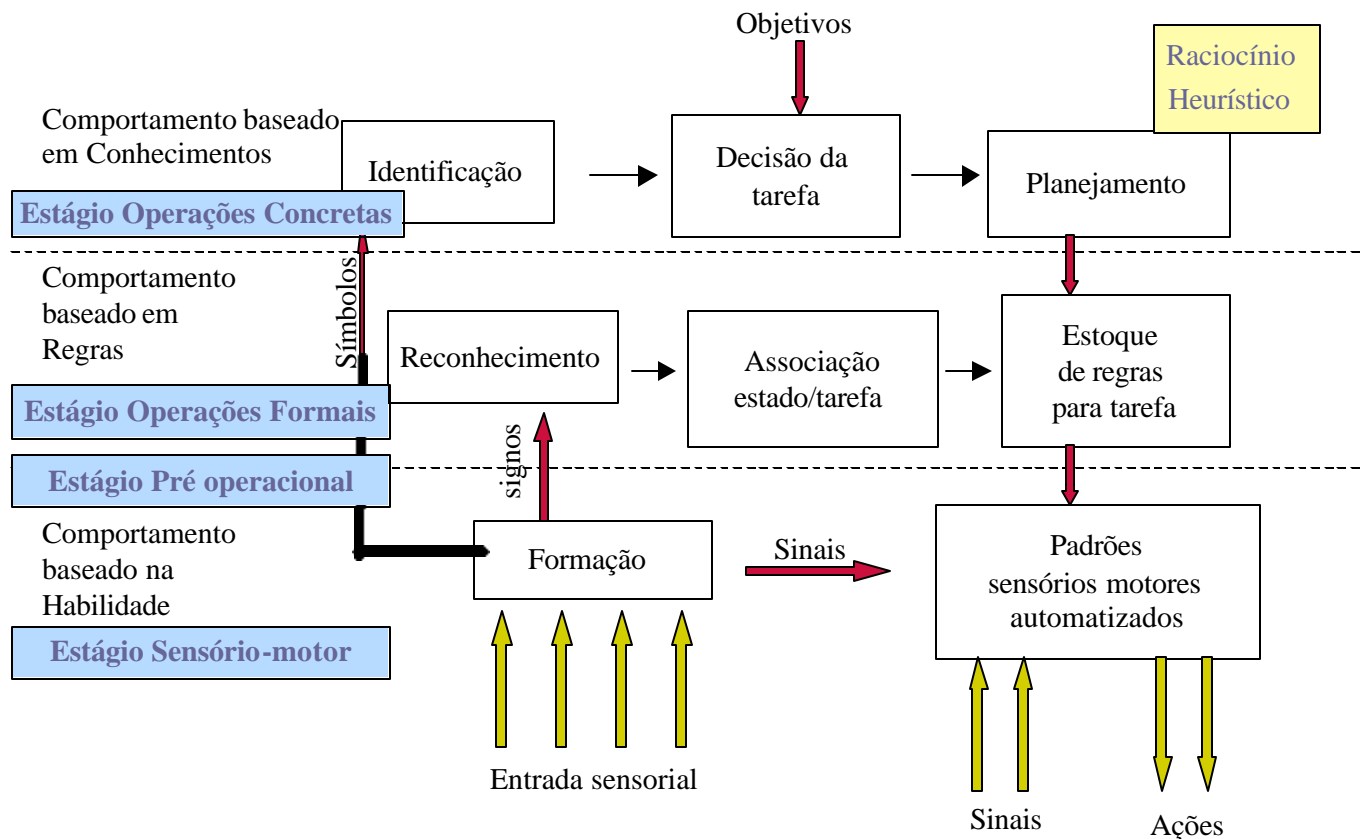 Objetivos
Raciocínio
Heurístico
Comportamento baseado
em Conhecimentos
Identificação
Decisão da
tarefa
Planejamento
Estágio Operações Concretas
Comportamento
baseado em
Regras
Símbolos
Reconhecimento
Associação
estado/tarefa
Estoque
de regras
para tarefa
Estágio Operações Formais
Estágio Pré operacional
signos
Comportamento
baseado na
Habilidade
Formação
Sinais
Padrões
sensórios motores
automatizados
Estágio Sensório-motor
Entrada sensorial
Sinais
Ações